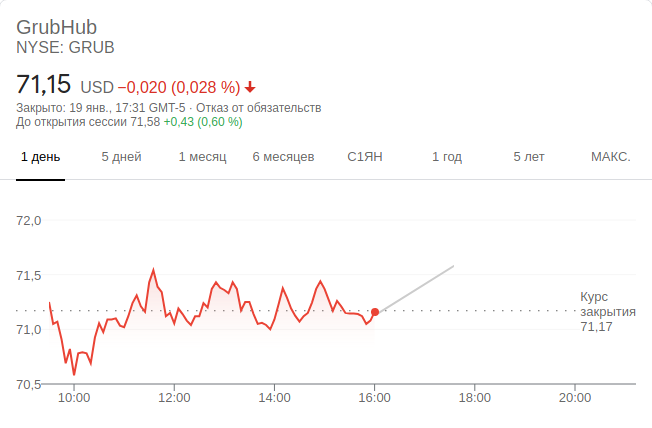 GrubHub
NYSE: GRUB
71,15 USD −0,020 (0,028 %)
Закрыто: 19 янв., 17:31 GMT-5 · Отказ от обязательств
До открытия сессии 71,58 +0,43 (0,60 %)
1 день 5 дней 1 месяц 6 месяцев С1ЯН 1 год 5 лет МАКС.
72,0
71,5
Курс
закрытия
71,17
71,0
70,5
10:00 12:00 14:00 16:00 18:00 20:00